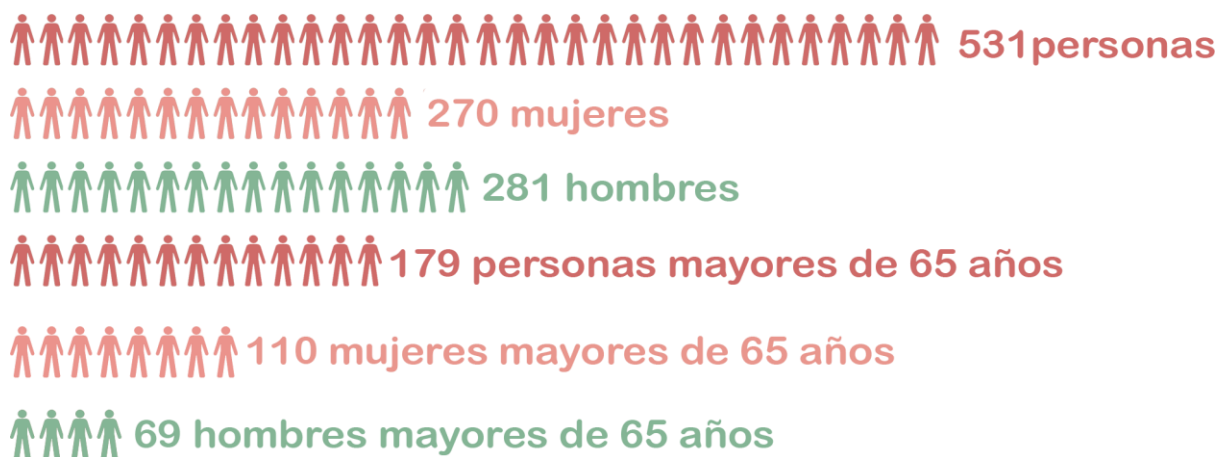 531personas
270 mujeres
281 hombres
179 personas mayores de 65 años
110 mujeres mayores de 65 años
69 hombres mayores de 65 años